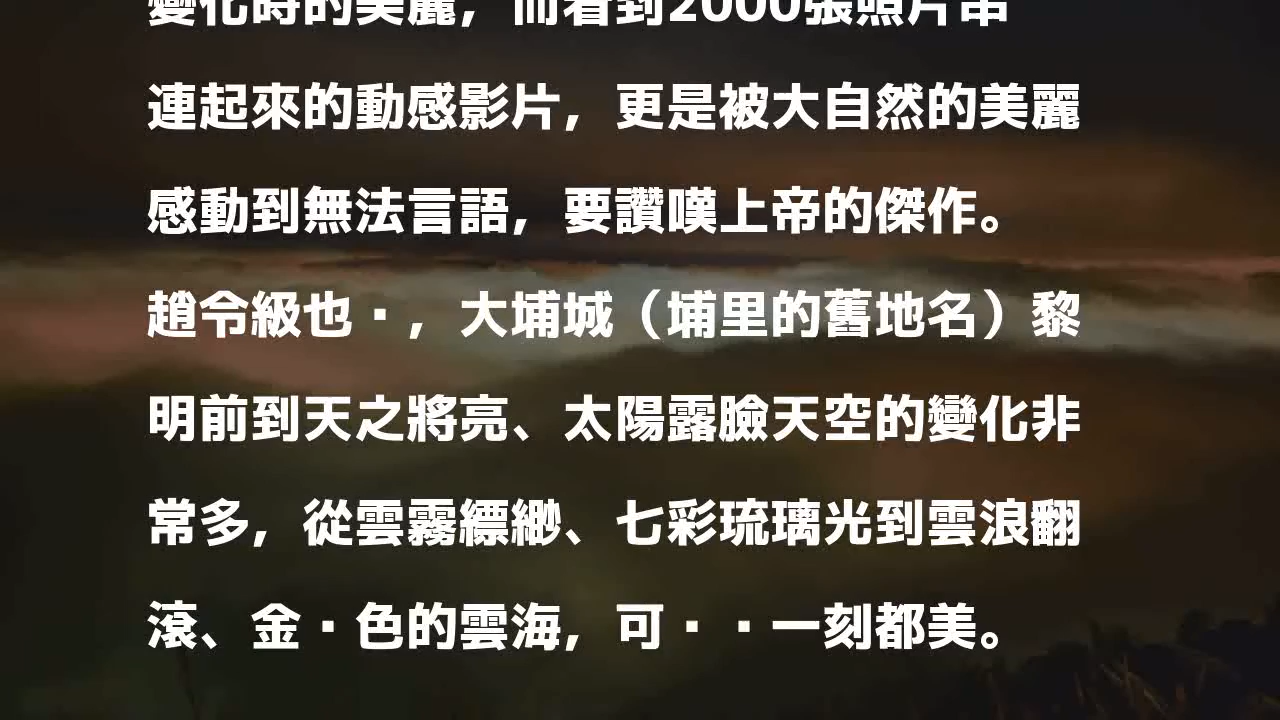 變化時的美麗，而看到2000張照片串
連起來的動感影片，更是被大自然的美麗
感動到無法言語，要讚嘆上帝的傑作。
趙令級也▪，大埔城（埔里的舊地名）黎
明前到天之將亮、太陽露臉天空的變化非
常多，從雲霧縹緲、七彩琉璃光到雲浪翻
滾、金▪色的雲海，可▪▪一刻都美。